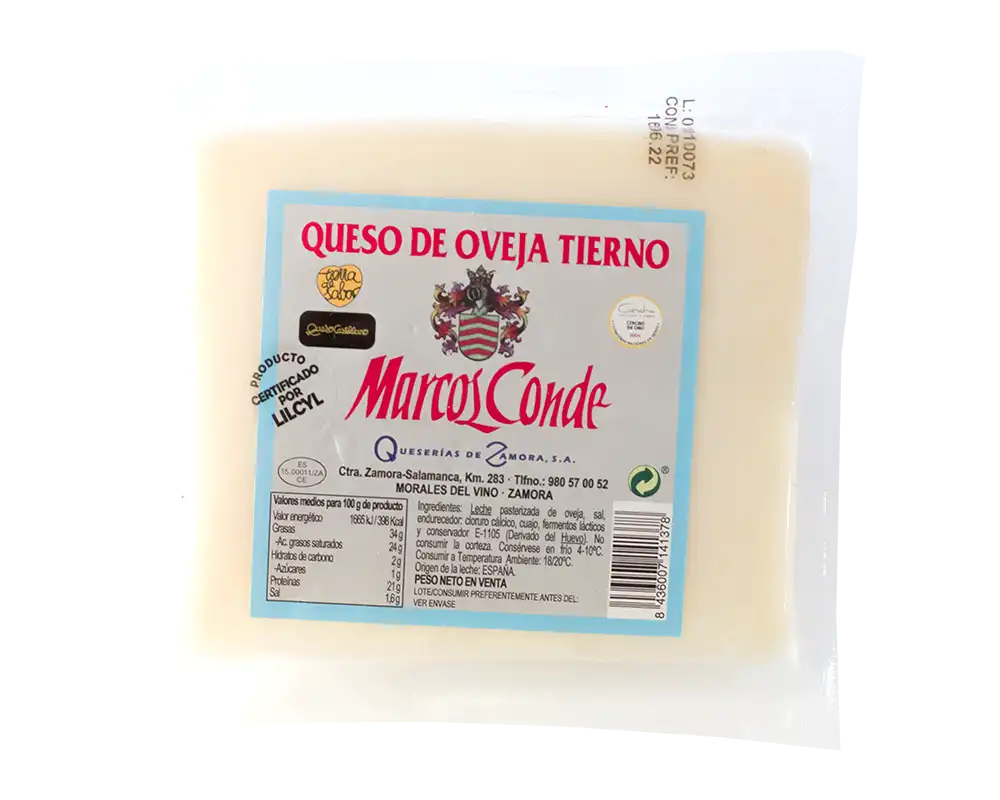 L: 0110073
CON PREF:
QUESO DE OVEJA TIERNO
tierra
de
Sabor
Queso Castellano
CINCHO
DE ORO
PRODUCTO
CERTIFICADO
POR
LILCYL
Marcos Conde
QUESERÍAS DE ZAMORA, S.A.
ES
15.00011/ZA
CE
Ctra. Zamora-Salamanca, Km. 283 · Tlfno.: 980 57 00 52
MORALES DEL VINO · ZAMORA
®
Valores medios para 100 g de producto
Valor energético 1665 kJ / 398 Kcal
Grasas 34 g
-Ac. grasos saturados 24 g
Hidratos de carbono 2 g
-Azúcares 1 g
Proteínas 21 g
Sal 1,6 g
Ingredientes: Leche pasterizada de oveja, sal,
endurecedor: cloruro cálcico, cuajo, fermentos lácticos
y conservador E-1105 (Derivado del Huevo). No
consumir la corteza. Consérvese en frío 4-10ºC.
Consumir a Temperatura Ambiente: 18/20ºC.
Origen de la leche: ESPAÑA.
PESO NETO EN VENTA
LOTE/CONSUMIR PREFERENTEMENTE ANTES DEL:
VER ENVASE
8 436007 141378